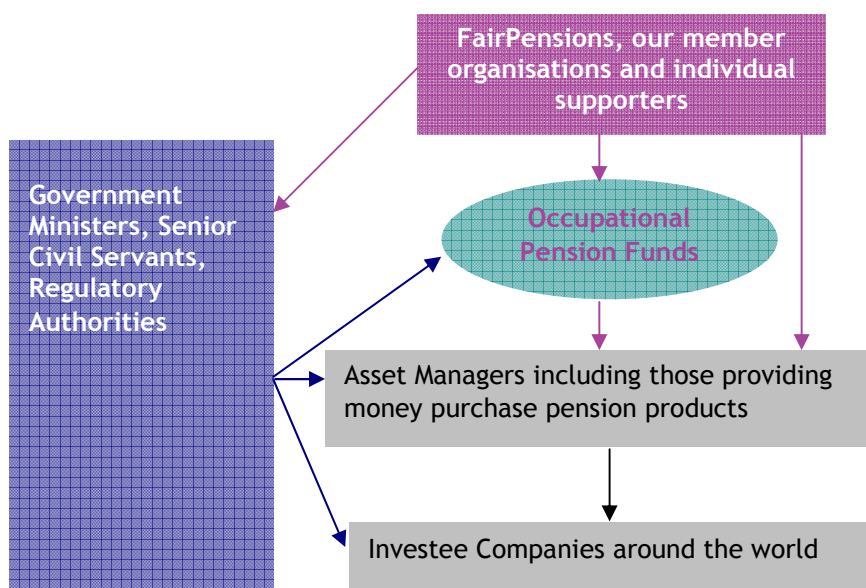 FairPensions, our member
organisations and individual
supporters
Government
Ministers, Senior
Civil Servants,
Regulatory
Authorities
Occupational
Pension Funds
Asset Managers including those providing
money purchase pension products
Investee Companies around the world